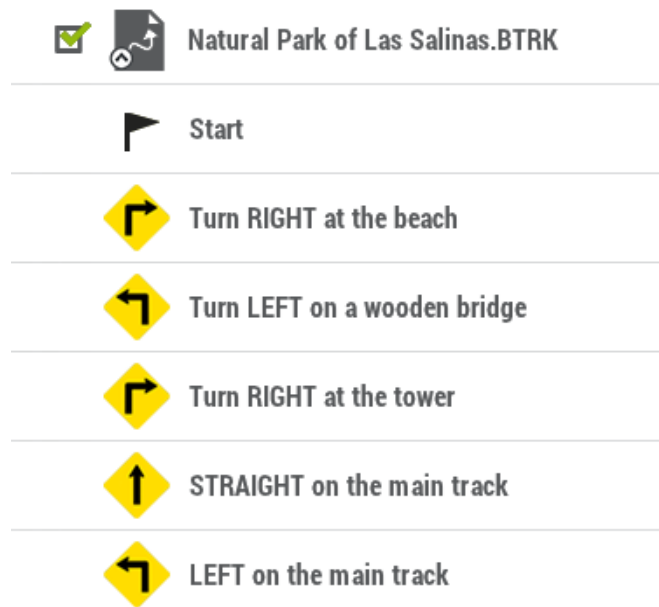 Natural Park of Las Salinas.BTRK
Start
Turn RIGHT at the beach
Turn LEFT on a wooden bridge
Turn RIGHT at the tower
STRAIGHT on the main track
LEFT on the main track